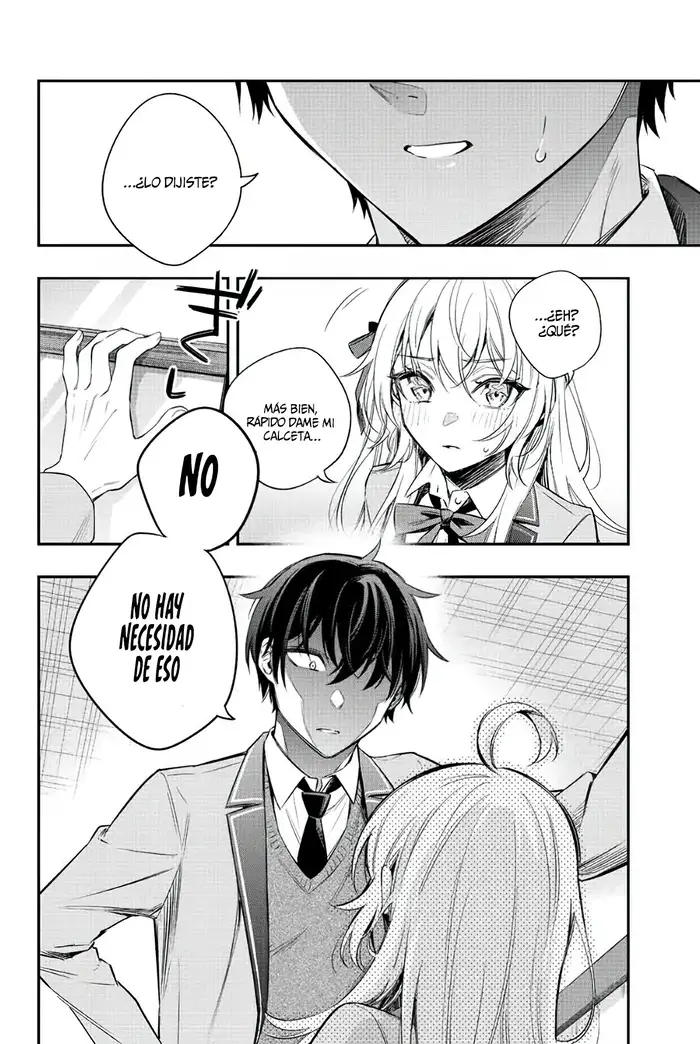 ...¿LO DIJISTE?
...¿EH?
¿QUÉ?
MÁS BIEN,
RÁPIDO DAME MI
CALCETA...
NO
NO HAY
NECESIDAD
DE ESO